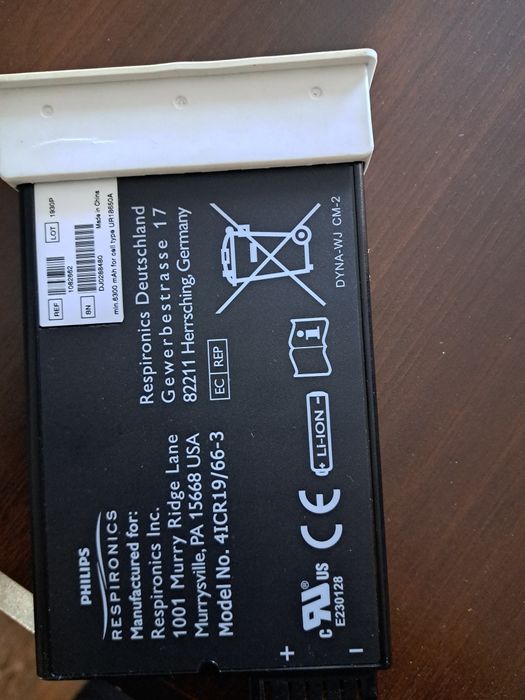 PHILIPS
RESPIRONICS
Manufactured for:
Respironics Inc.
1001 Murry Ridge Lane
Murrysville, PA 15668 USA
Model No. 4ICR19/66-3
Respironics Deutschland
Gewerbestrasse 17
82211 Herrsching, Germany
EC REP
REF
1082662
LOT 1930P
SN
DJ0288480
Made in China
min.6300 mAh for cell type UR18650A
+
−
c RU US
E230128
CE
+ Li-ION -
i
DYNA-WJ CM-2